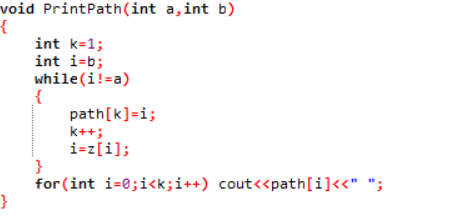 void PrintPath(int a,int b)
{
    int k=1;
    int i=b;
    while(i!=a)
    {
        path[k]=i;
        k++;
        i=z[i];
    }
    for(int i=0;i<k;i++) cout<<path[i]<<" ";
}